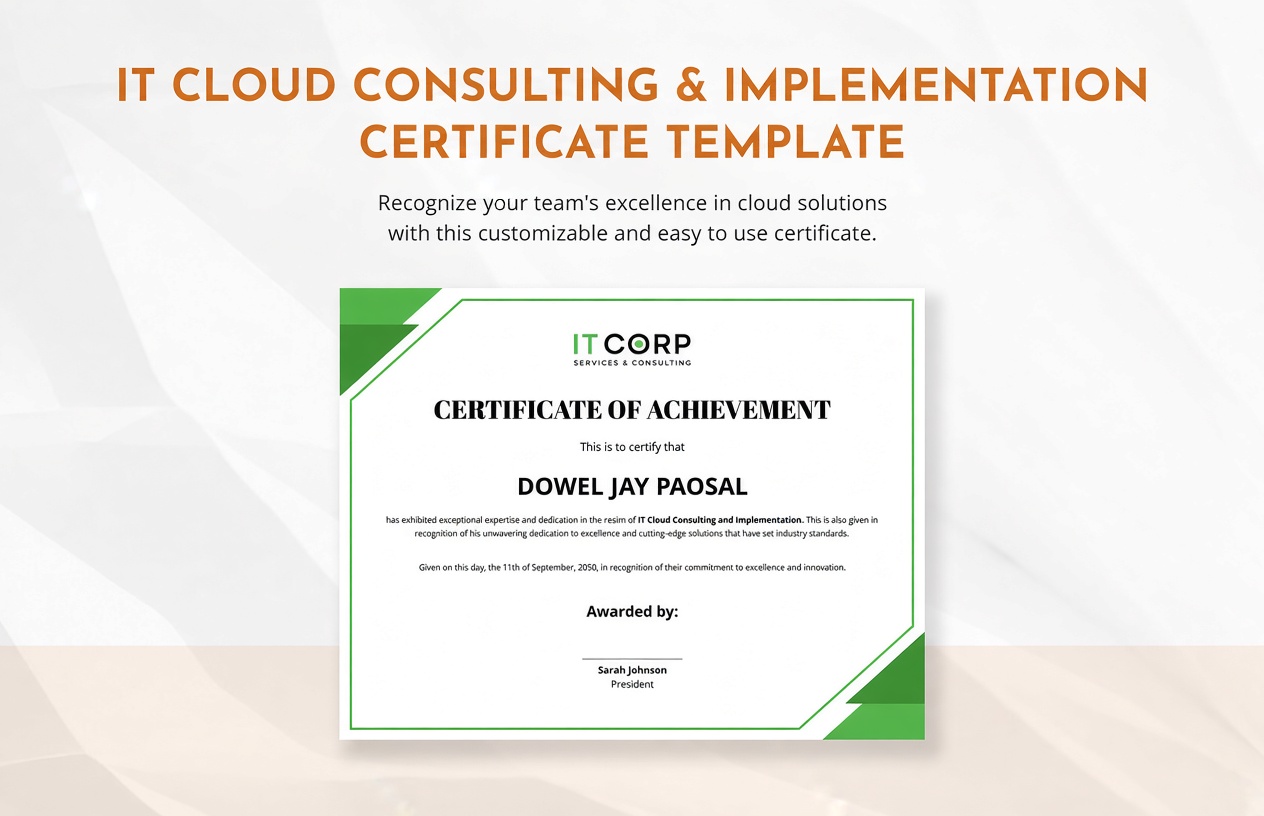 IT CLOUD CONSULTING & IMPLEMENTATION
CERTIFICATE TEMPLATE
Recognize your team's excellence in cloud solutions
with this customizable and easy to use certificate.
IT CORP
SERVICES & CONSULTING
CERTIFICATE OF ACHIEVEMENT
This is to certify that
DOWEL JAY PAOSAL
has exhibited exceptional expertise and dedication in the resim of IT Cloud Consulting and Implementation. This is also given in
recognition of his unwavering dedication to excellence and cutting-edge solutions that have set industry standards.
Given on this day, the 11th of September, 2050, in recognition of their commitment to excellence and innovation.
Awarded by:
Sarah Johnson
President